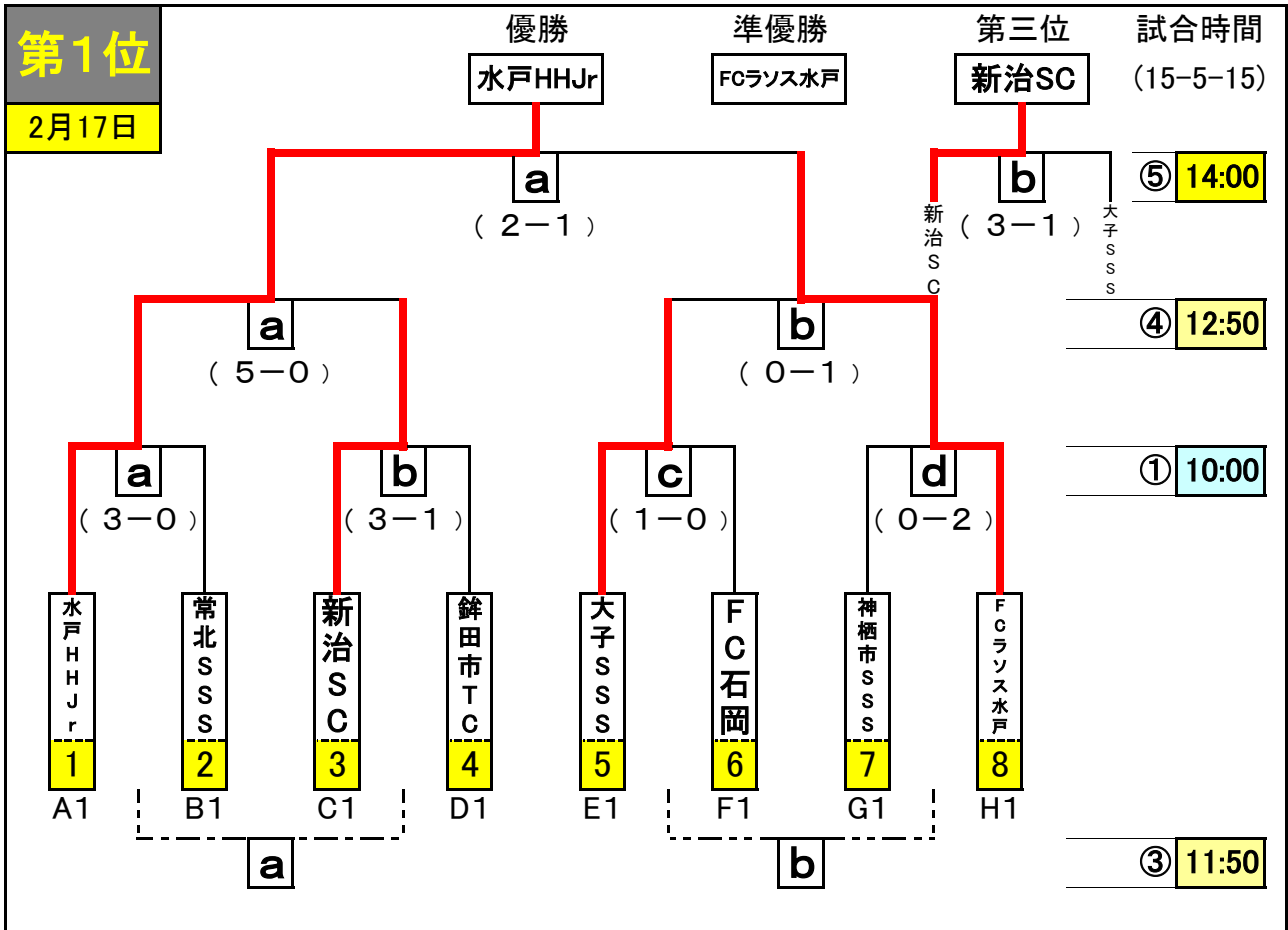 第1位
2月17日
優勝
準優勝
第三位
試合時間
水戸HHJr
FCラソス水戸
新治SC
(15-5-15)
a
b
⑤ 14:00
( 2-1 )
新治SC
( 3-1 )
大子SSS
a
b
④ 12:50
( 5-0 )
( 0-1 )
a
b
c
d
① 10:00
( 3-0 )
( 3-1 )
( 1-0 )
( 0-2 )
水戸HHJr
常北SSS
新治SC
鉾田市TC
大子SSS
FC石岡
神栖市SSS
FCラソス水戸
1
2
3
4
5
6
7
8
A1
B1
C1
D1
E1
F1
G1
H1
a
b
③ 11:50